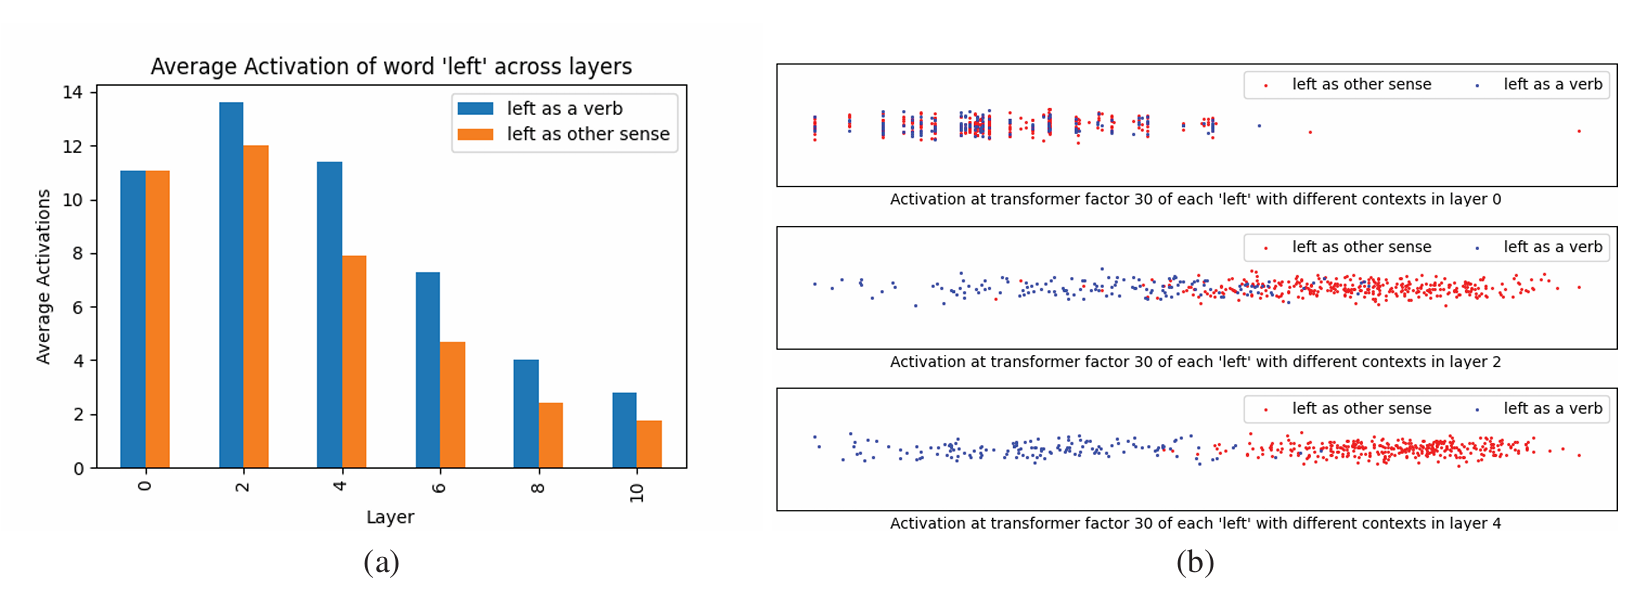 Average Activation of word 'left' across layers
left as a verb
left as other sense
14
12
10
8
6
4
2
0
Average Activations
0 2 4 6 8 10
Layer
(a)
left as other sense left as a verb
Activation at transformer factor 30 of each 'left' with different contexts in layer 0
left as other sense left as a verb
Activation at transformer factor 30 of each 'left' with different contexts in layer 2
left as other sense left as a verb
Activation at transformer factor 30 of each 'left' with different contexts in layer 4
(b)